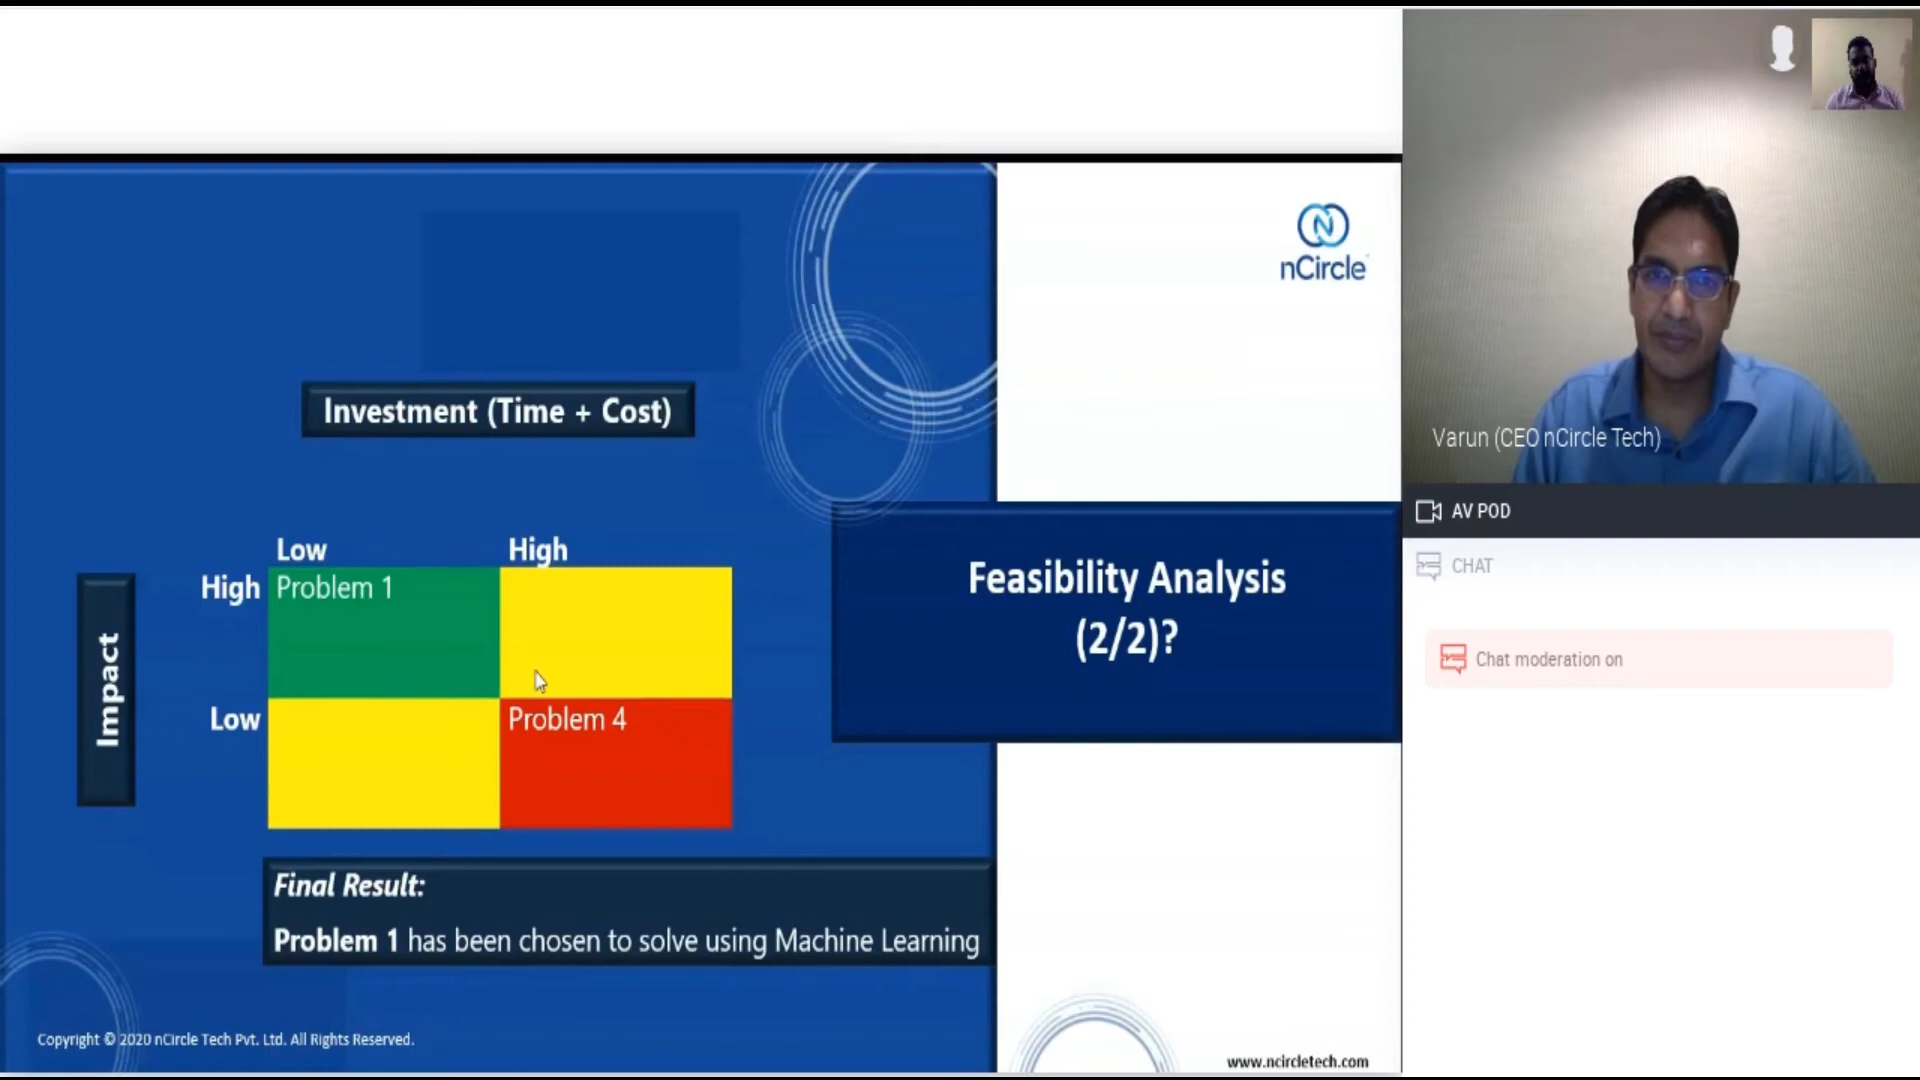 nCircle
Investment (Time + Cost)
Low High
High Problem 1
Impact
Low Problem 4
Feasibility Analysis
(2/2)?
Final Result:
Problem 1 has been chosen to solve using Machine Learning
Copyright © 2020 nCircle Tech Pvt. Ltd. All Rights Reserved.
www.ncircletech.com
Varun (CEO nCircle Tech)
AV POD
CHAT
Chat moderation on